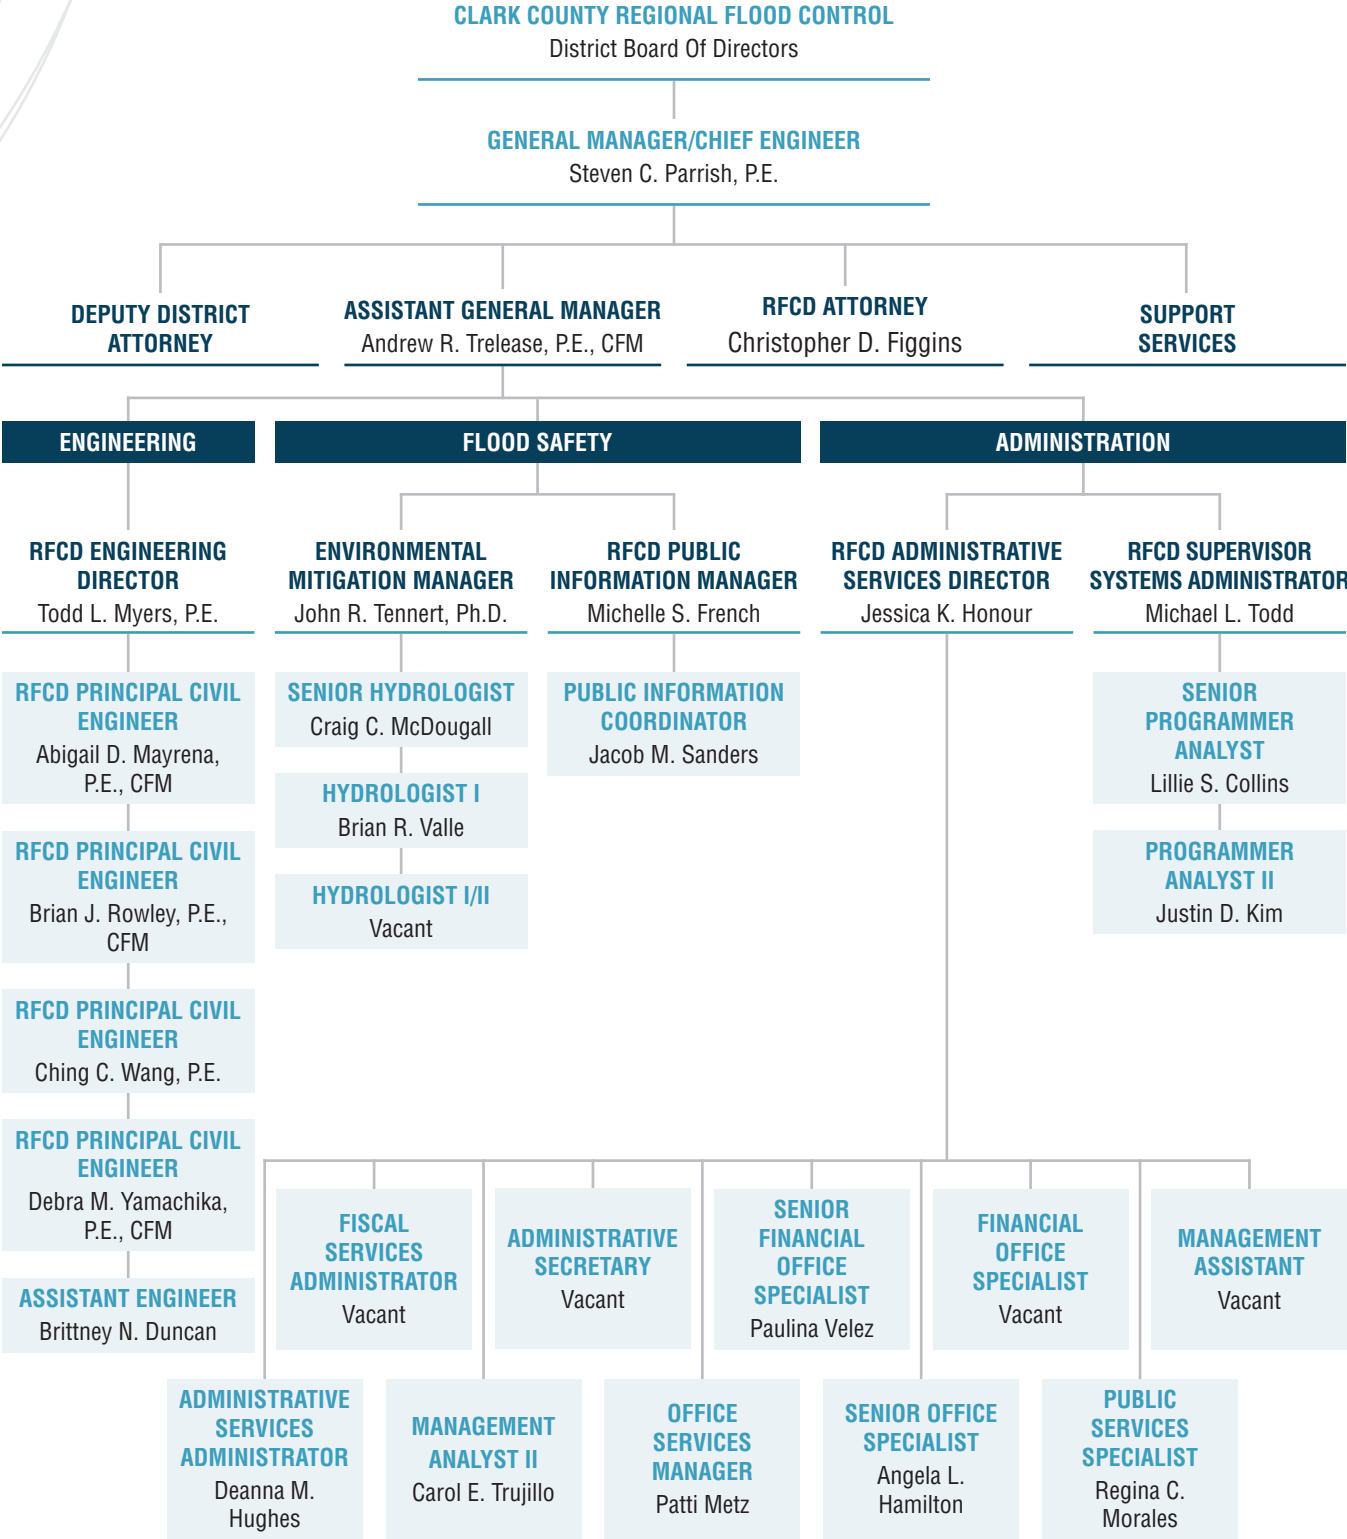 CLARK COUNTY REGIONAL FLOOD CONTROL
District Board Of Directors
GENERAL MANAGER/CHIEF ENGINEER
Steven C. Parrish, P.E.
DEPUTY DISTRICT
ATTORNEY
ASSISTANT GENERAL MANAGER
Andrew R. Trelease, P.E., CFM
RFCD ATTORNEY
Christopher D. Figgins
SUPPORT
SERVICES
ENGINEERING
FLOOD SAFETY
ADMINISTRATION
RFCD ENGINEERING
DIRECTOR
Todd L. Myers, P.E.
ENVIRONMENTAL
MITIGATION MANAGER
John R. Tennert, Ph.D.
RFCD PUBLIC
INFORMATION MANAGER
Michelle S. French
RFCD ADMINISTRATIVE
SERVICES DIRECTOR
Jessica K. Honour
RFCD SUPERVISOR
SYSTEMS ADMINISTRATOR
Michael L. Todd
RFCD PRINCIPAL CIVIL
ENGINEER
Abigail D. Mayrena,
P.E., CFM
RFCD PRINCIPAL CIVIL
ENGINEER
Brian J. Rowley, P.E.,
CFM
RFCD PRINCIPAL CIVIL
ENGINEER
Ching C. Wang, P.E.
RFCD PRINCIPAL CIVIL
ENGINEER
Debra M. Yamachika,
P.E., CFM
ASSISTANT ENGINEER
Brittney N. Duncan
SENIOR HYDROLOGIST
Craig C. McDougall
HYDROLOGIST I
Brian R. Valle
HYDROLOGIST I/II
Vacant
PUBLIC INFORMATION
COORDINATOR
Jacob M. Sanders
SENIOR
PROGRAMMER
ANALYST
Lillie S. Collins
PROGRAMMER
ANALYST II
Justin D. Kim
FISCAL
SERVICES
ADMINISTRATOR
Vacant
ADMINISTRATIVE
SECRETARY
Vacant
SENIOR
FINANCIAL
OFFICE
SPECIALIST
Paulina Velez
FINANCIAL
OFFICE
SPECIALIST
Vacant
MANAGEMENT
ASSISTANT
Vacant
ADMINISTRATIVE
SERVICES
ADMINISTRATOR
Deanna M.
Hughes
MANAGEMENT
ANALYST II
Carol E. Trujillo
OFFICE
SERVICES
MANAGER
Patti Metz
SENIOR OFFICE
SPECIALIST
Angela L.
Hamilton
PUBLIC
SERVICES
SPECIALIST
Regina C.
Morales